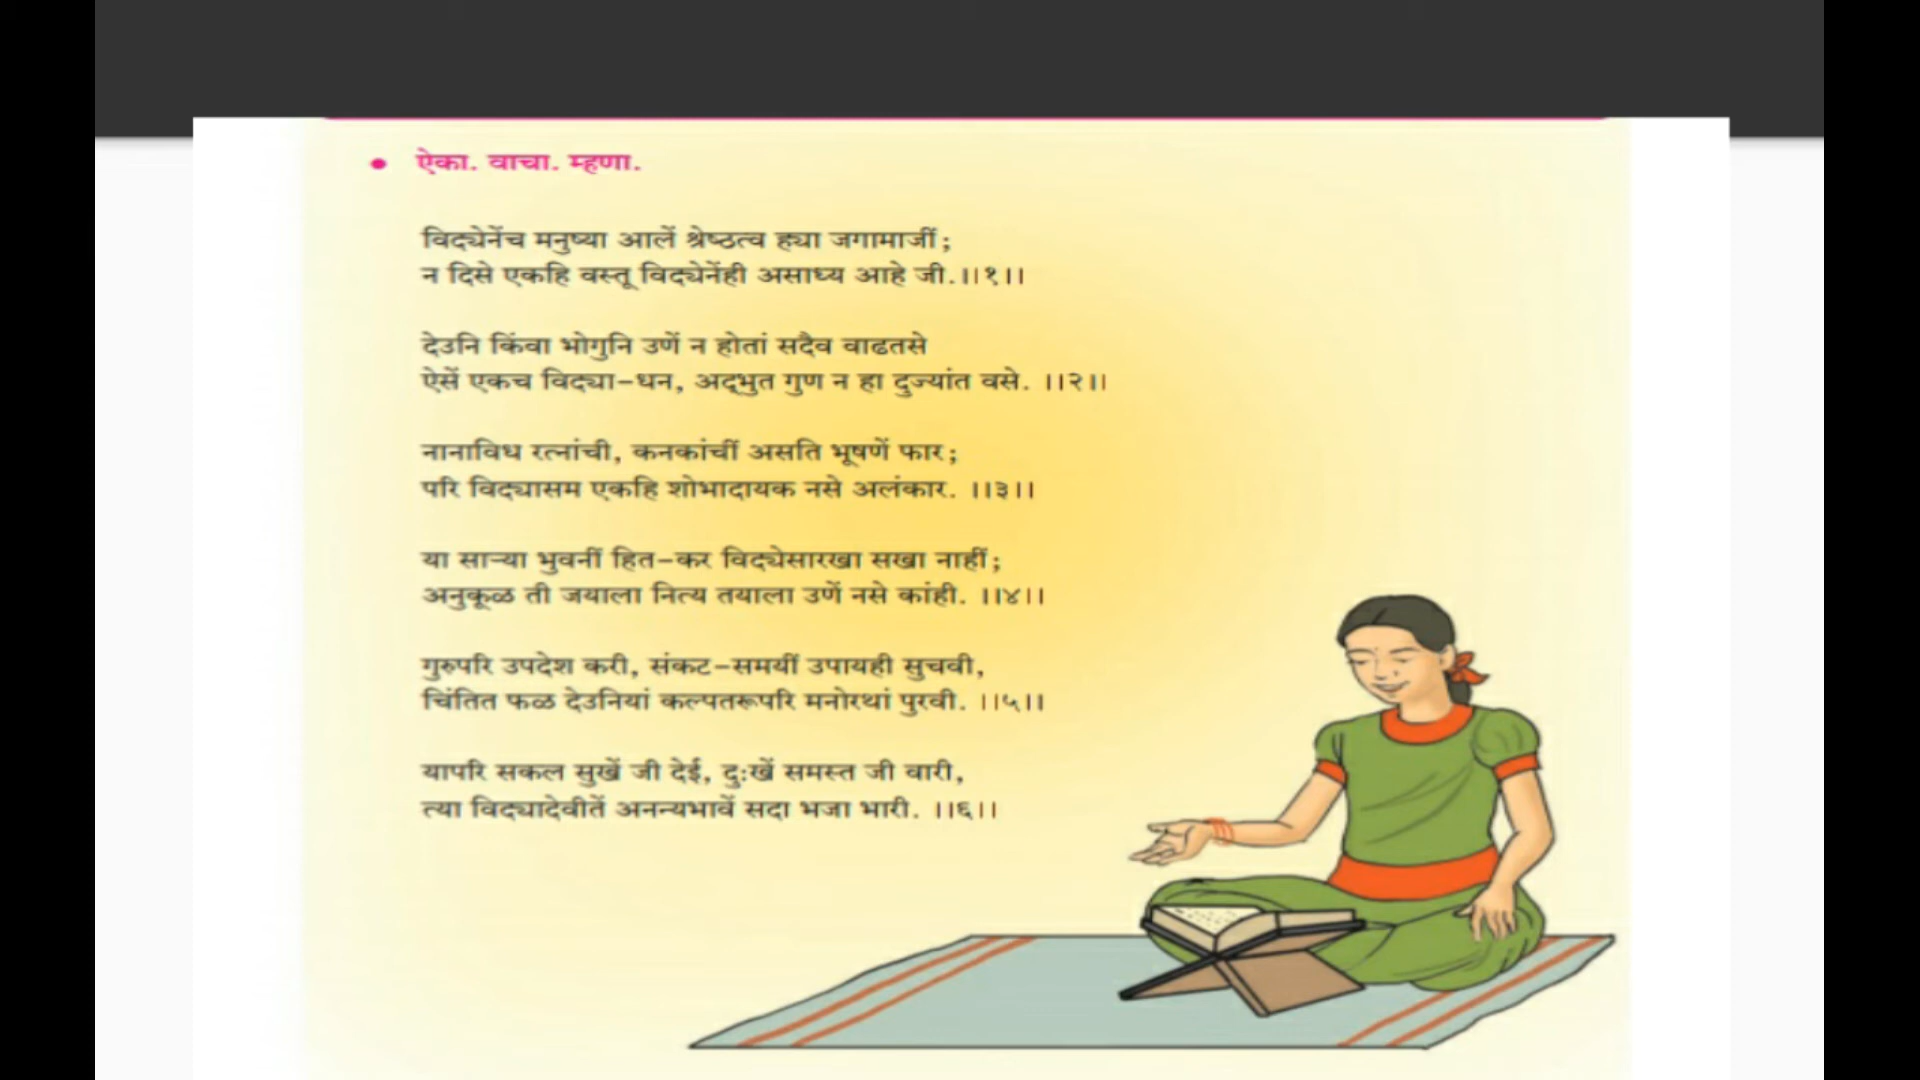 • ऐका. वाचा. म्हणा.
विद्येनेंच मनुष्या आलें श्रेष्ठत्व ह्या जगामाजीं;
न दिसे एकहि वस्तू विद्येनेंही असाध्य आहे जी.।।१।।
देउनि किंवा भोगुनि उणें न होतां सदैव वाढतसे
ऐसें एकच विद्या-धन, अद्भुत गुण न हा दुज्यांत वसे. ।।२।।
नानाविध रत्नांची, कनकांचीं असति भूषणें फार;
परि विद्यासम एकहि शोभादायक नसे अलंकार. ।।३।।
या साऱ्या भुवनीं हित-कर विद्येसारखा सखा नाहीं;
अनुकूळ ती जयाला नित्य तयाला उणें नसे कांही. ।।४।।
गुरुपरि उपदेश करी, संकट-समयीं उपायही सुचवी,
चिंतित फळ देउनियां कल्पतरूपरि मनोरथां पुरवी. ।।५।।
यापरि सकल सुखें जी देई, दुःखें समस्त जी वारी,
त्या विद्यादेवीतें अनन्यभावें सदा भजा भारी. ।।६।।